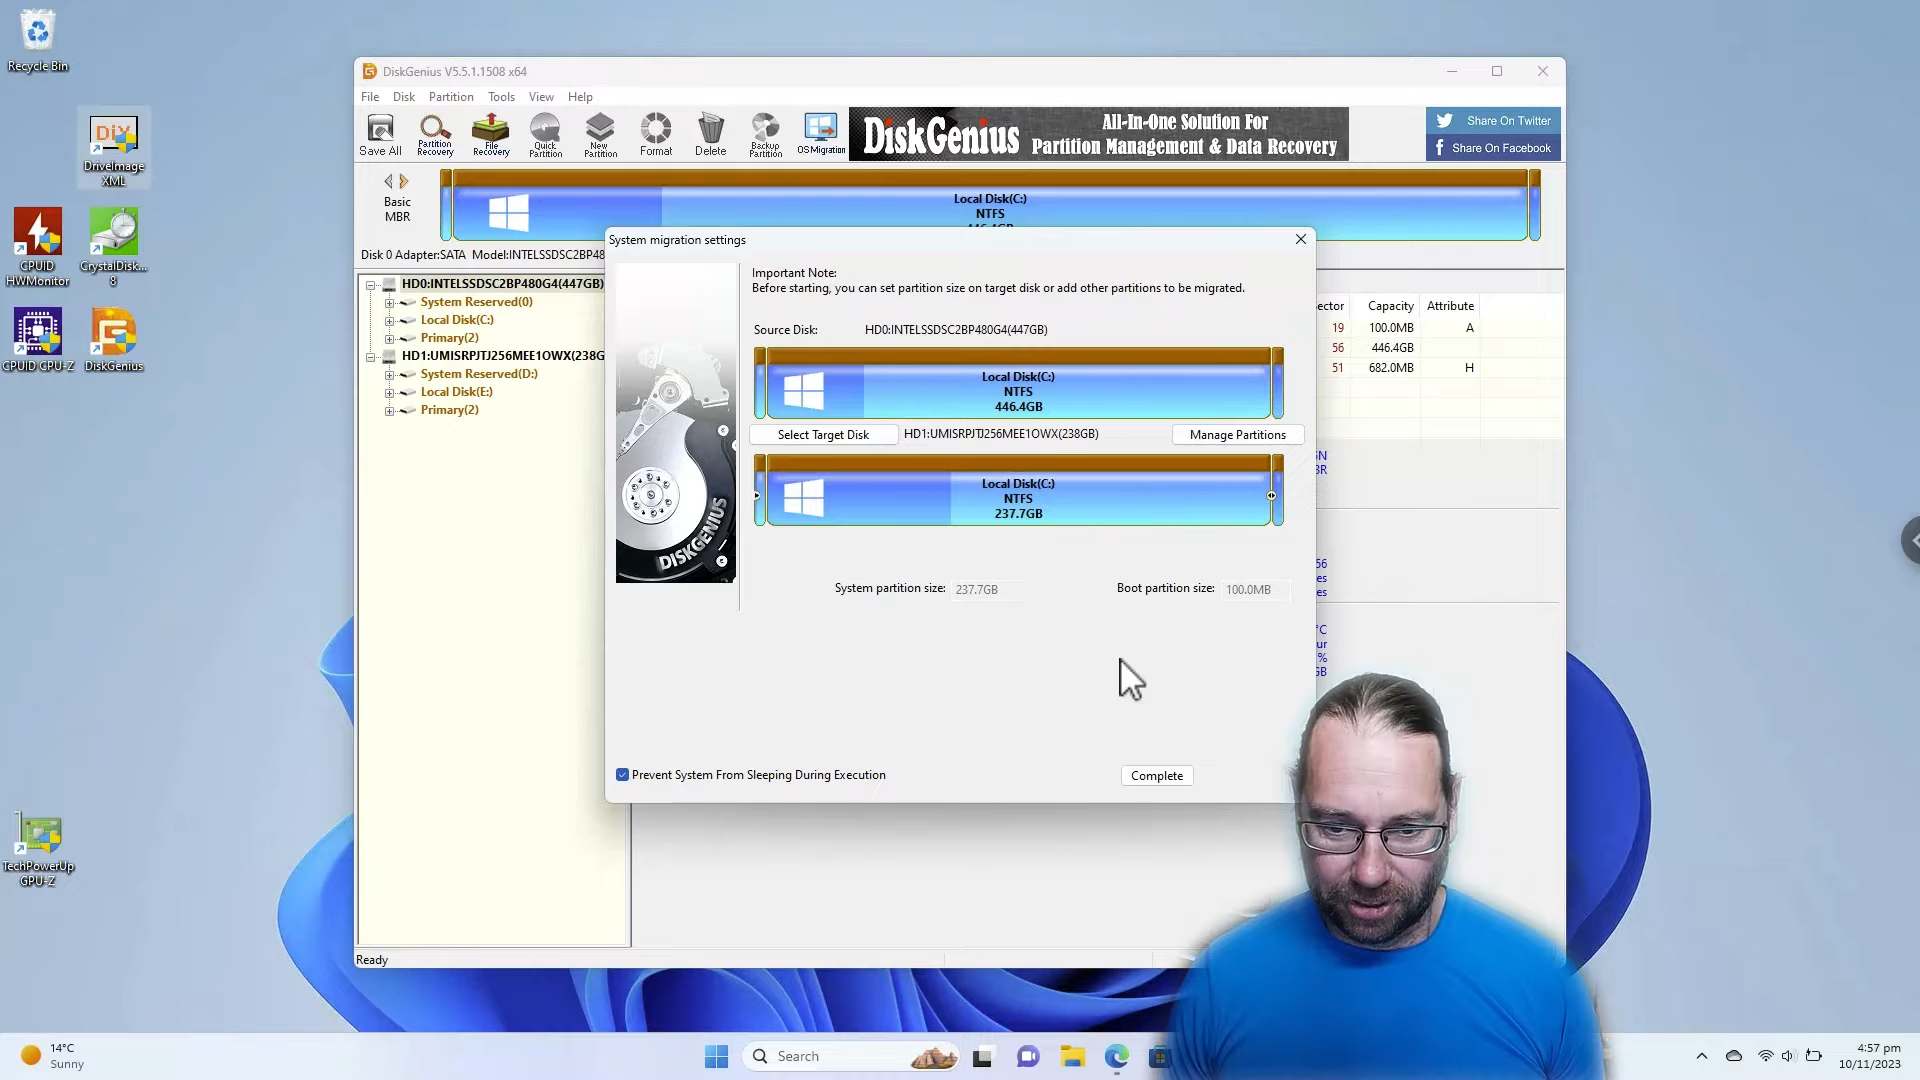 Recycle Bin
DriveImage
XML
CPUID
HWMonitor
CrystalDisk...
8
CPUID CPU-Z
DiskGenius
TechPowerUp
GPU-Z
DiskGenius V5.5.1.1508 x64
File Disk Partition Tools View Help
Save All
Partition
Recovery
File
Recovery
Quick
Partition
New
Partition
Format
Delete
Backup
Partition
OS Migration
DiskGenius
All-In-One Solution For
Partition Management & Data Recovery
Share On Twitter
Share On Facebook
Basic
MBR
Local Disk(C:)
NTFS
446.4GB
Disk 0 Adapter:SATA Model:INTELSSDSC2BP48
HD0:INTELSSDSC2BP480G4(447GB)
System Reserved(0)
Local Disk(C:)
Primary(2)
HD1:UMISRPJTJ256MEE1OWX(238G
System Reserved(D:)
Local Disk(E:)
Primary(2)
ector Capacity Attribute
19 100.0MB A
56 446.4GB
51 682.0MB H
System migration settings
Important Note:
Before starting, you can set partition size on target disk or add other partitions to be migrated.
Source Disk: HD0:INTELSSDSC2BP480G4(447GB)
Local Disk(C:)
NTFS
446.4GB
Select Target Disk HD1:UMISRPJTJ256MEE1OWX(238GB) Manage Partitions
Local Disk(C:)
NTFS
237.7GB
DISKGENIUS
System partition size: 237.7GB Boot partition size: 100.0MB
Prevent System From Sleeping During Execution
Complete
Ready
14°C
Sunny
Search
4:57 pm
10/11/2023